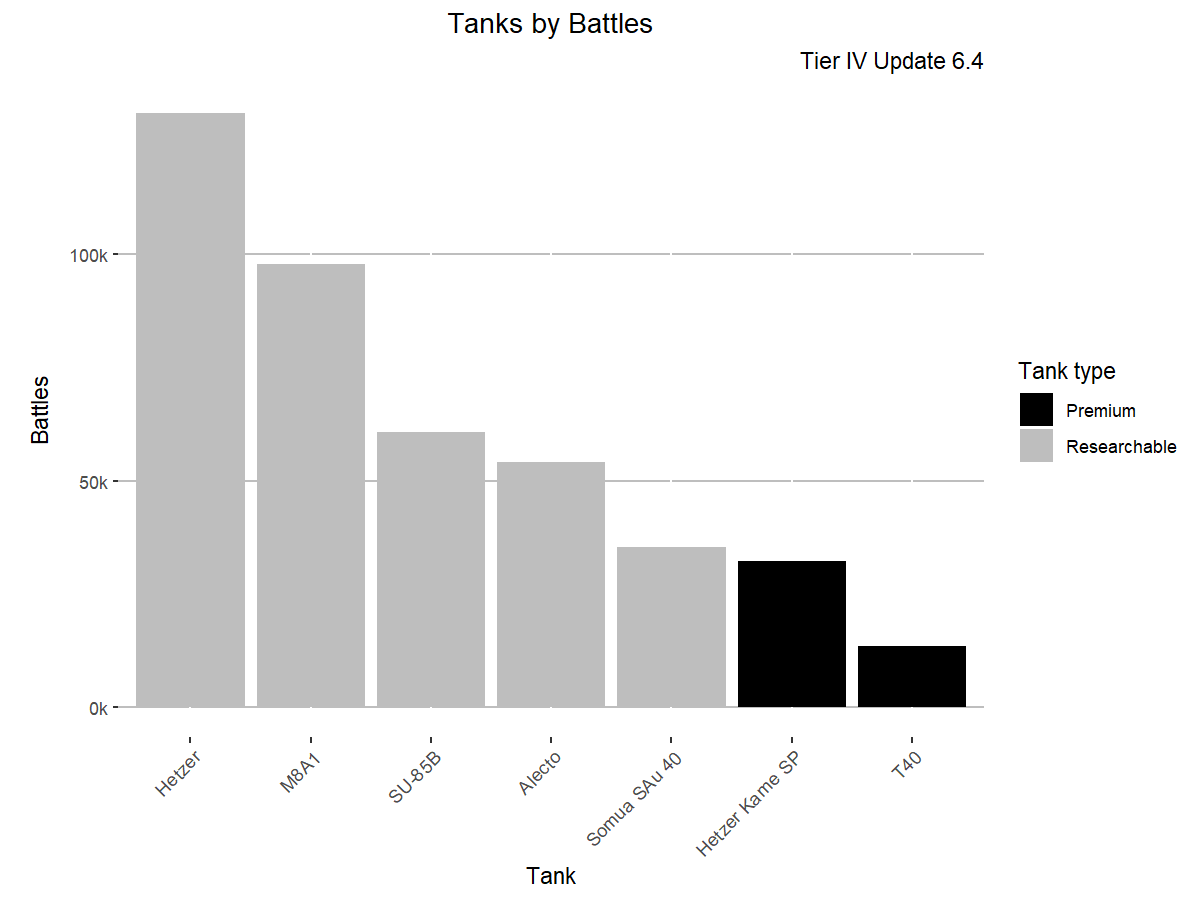 Tanks by Battles
Tier IV Update 6.4
100k
50k
0k
Battles
Hetzer
M8A1
SU-85B
Alecto
Somua SAu 40
Hetzer Kame SP
T40
Tank
Tank type
Premium
Researchable